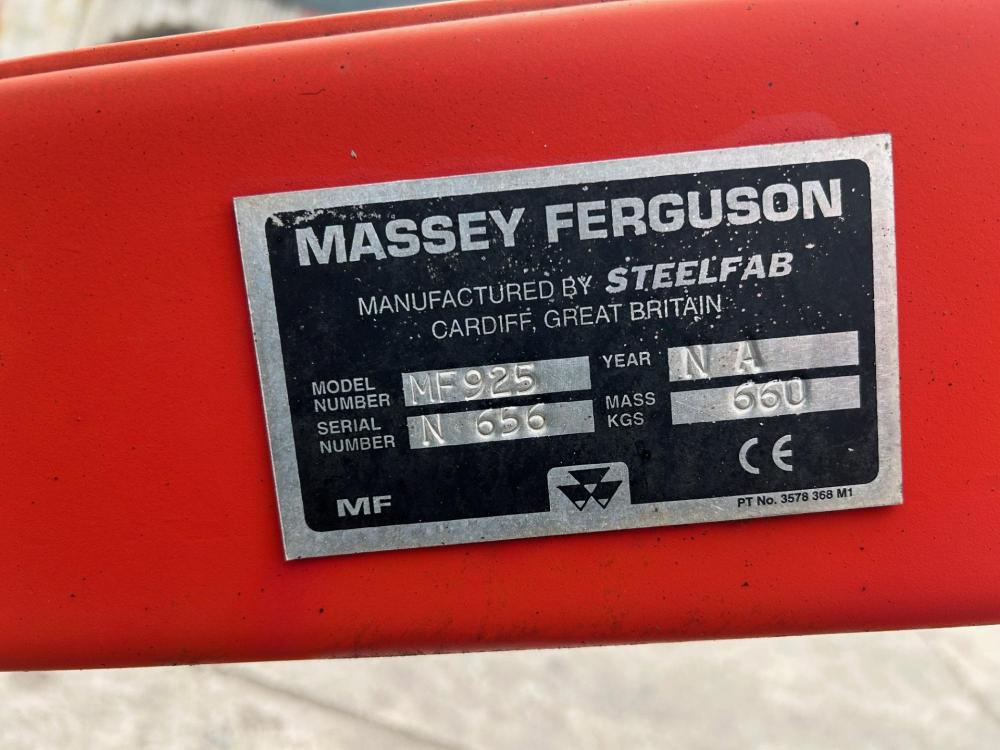 MASSEY FERGUSON
MANUFACTURED BY STEELFAB
CARDIFF, GREAT BRITAIN
MODEL NUMBER MF925 YEAR N A
SERIAL NUMBER N 656 MASS KGS 660
CE
MF
PT No. 3578 368 M1